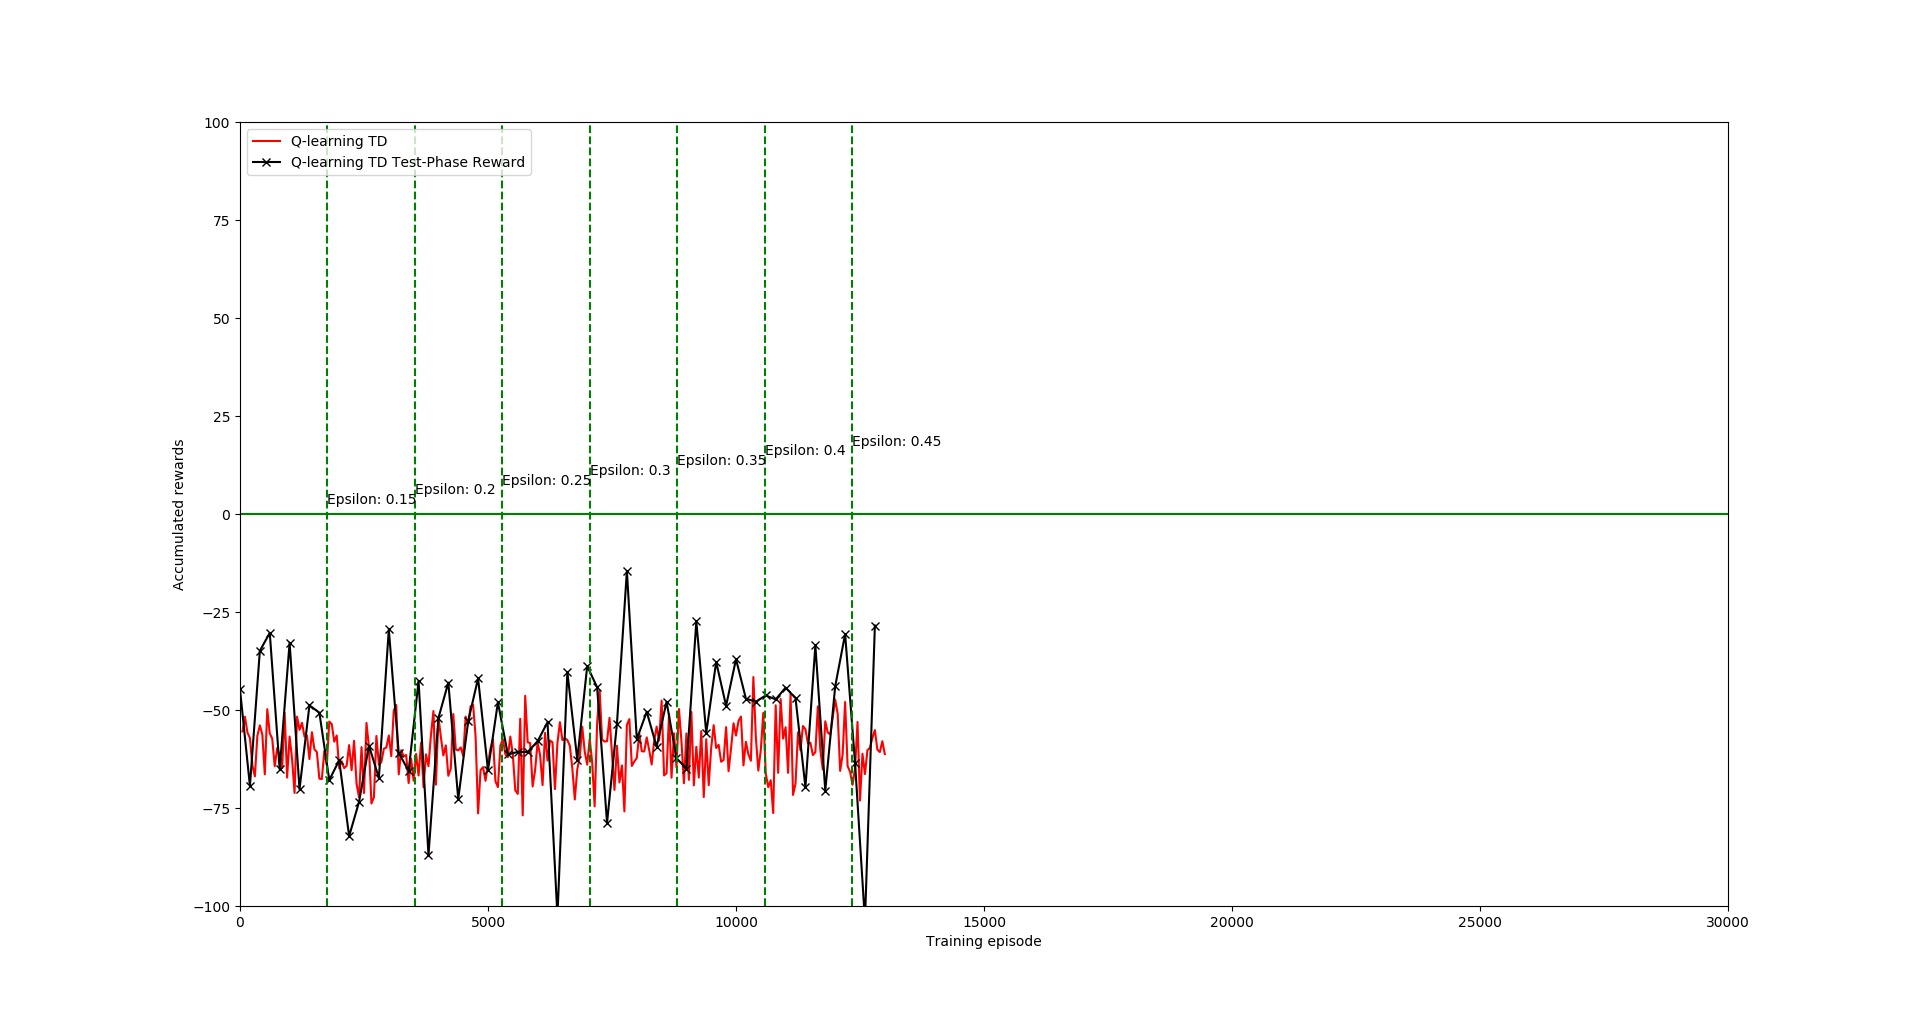 Q-learning TD
Q-learning TD Test-Phase Reward
100
75
50
25
0
−25
−50
−75
−100
Accumulated rewards
Epsilon: 0.15
Epsilon: 0.2
Epsilon: 0.25
Epsilon: 0.3
Epsilon: 0.35
Epsilon: 0.4
Epsilon: 0.45
0 5000 10000 15000 20000 25000 30000
Training episode